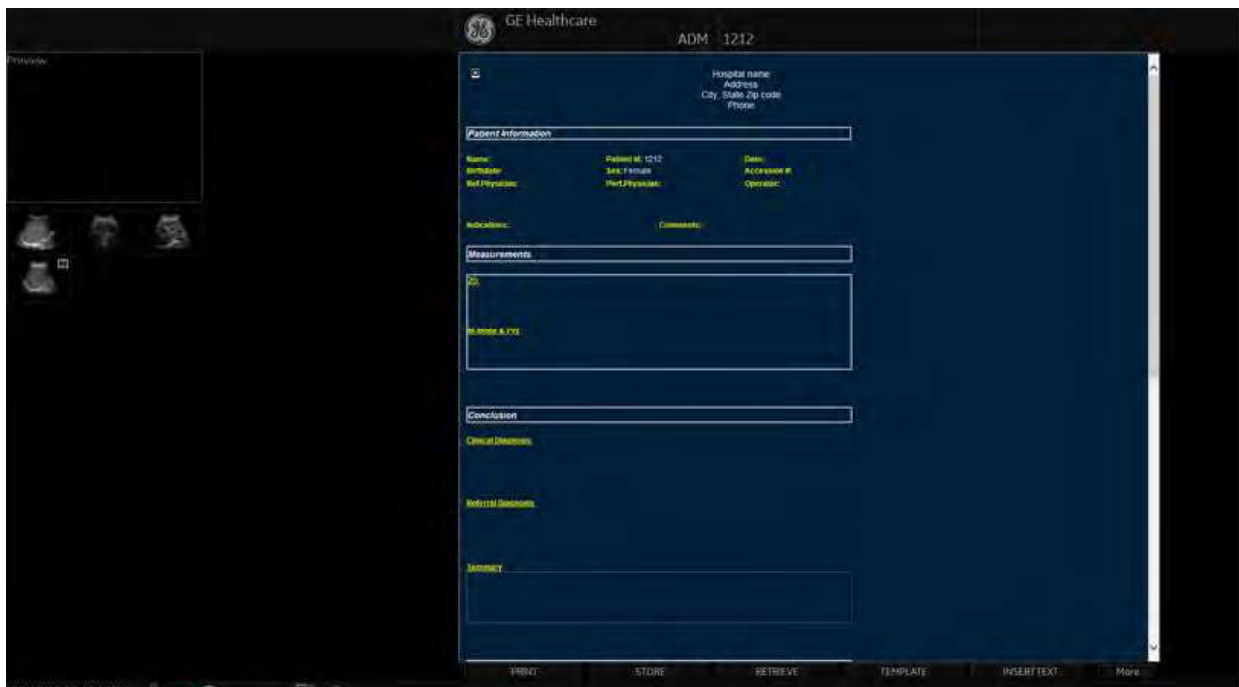 GE Healthcare
ADM 1212
Preview
Hospital name
Address
City, State Zip code
Phone
Patient Information
Name: Patient Id: 1212 Date:
Birthdate: Sex: Female Accession #:
Ref.Physician: Perf.Physician: Operator:
Indications: Comments:
Measurements
2D
M-Mode & PW
Conclusion
Clinical Diagnosis
Referral Diagnosis
Summary
PRINT STORE RETRIEVE TEMPLATE INSERT TEXT More